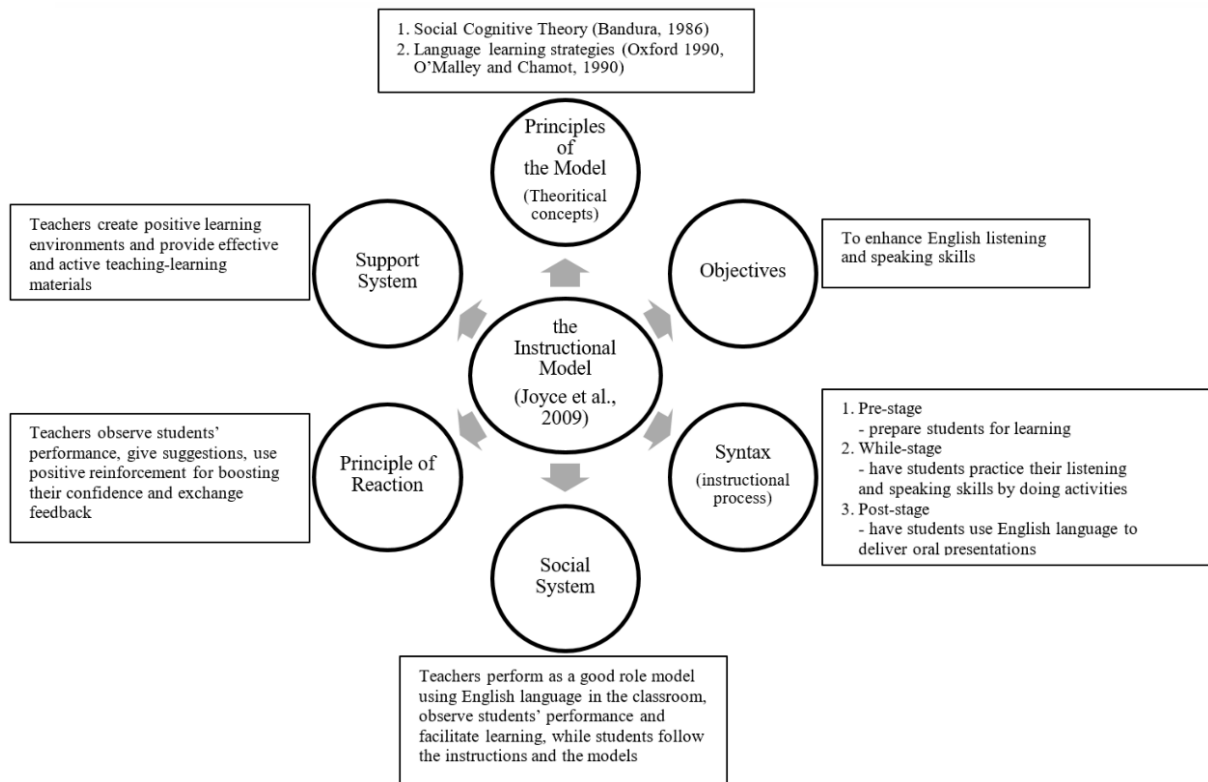 1. Social Cognitive Theory (Bandura, 1986)
2. Language learning strategies (Oxford 1990,
O’Malley and Chamot, 1990)
Principles
of
the Model
(Theoritical
concepts)
Teachers create positive learning
environments and provide effective
and active teaching-learning
materials
Support
System
Objectives
To enhance English listening
and speaking skills
the
Instructional
Model
(Joyce et al.,
2009)
Teachers observe students’
performance, give suggestions, use
positive reinforcement for boosting
their confidence and exchange
feedback
Principle of
Reaction
Syntax
(instructional
process)
1. Pre-stage
- prepare students for learning
2. While-stage
- have students practice their listening
and speaking skills by doing activities
3. Post-stage
- have students use English language to
deliver oral presentations
Social
System
Teachers perform as a good role model
using English language in the classroom,
observe students’ performance and
facilitate learning, while students follow
the instructions and the models